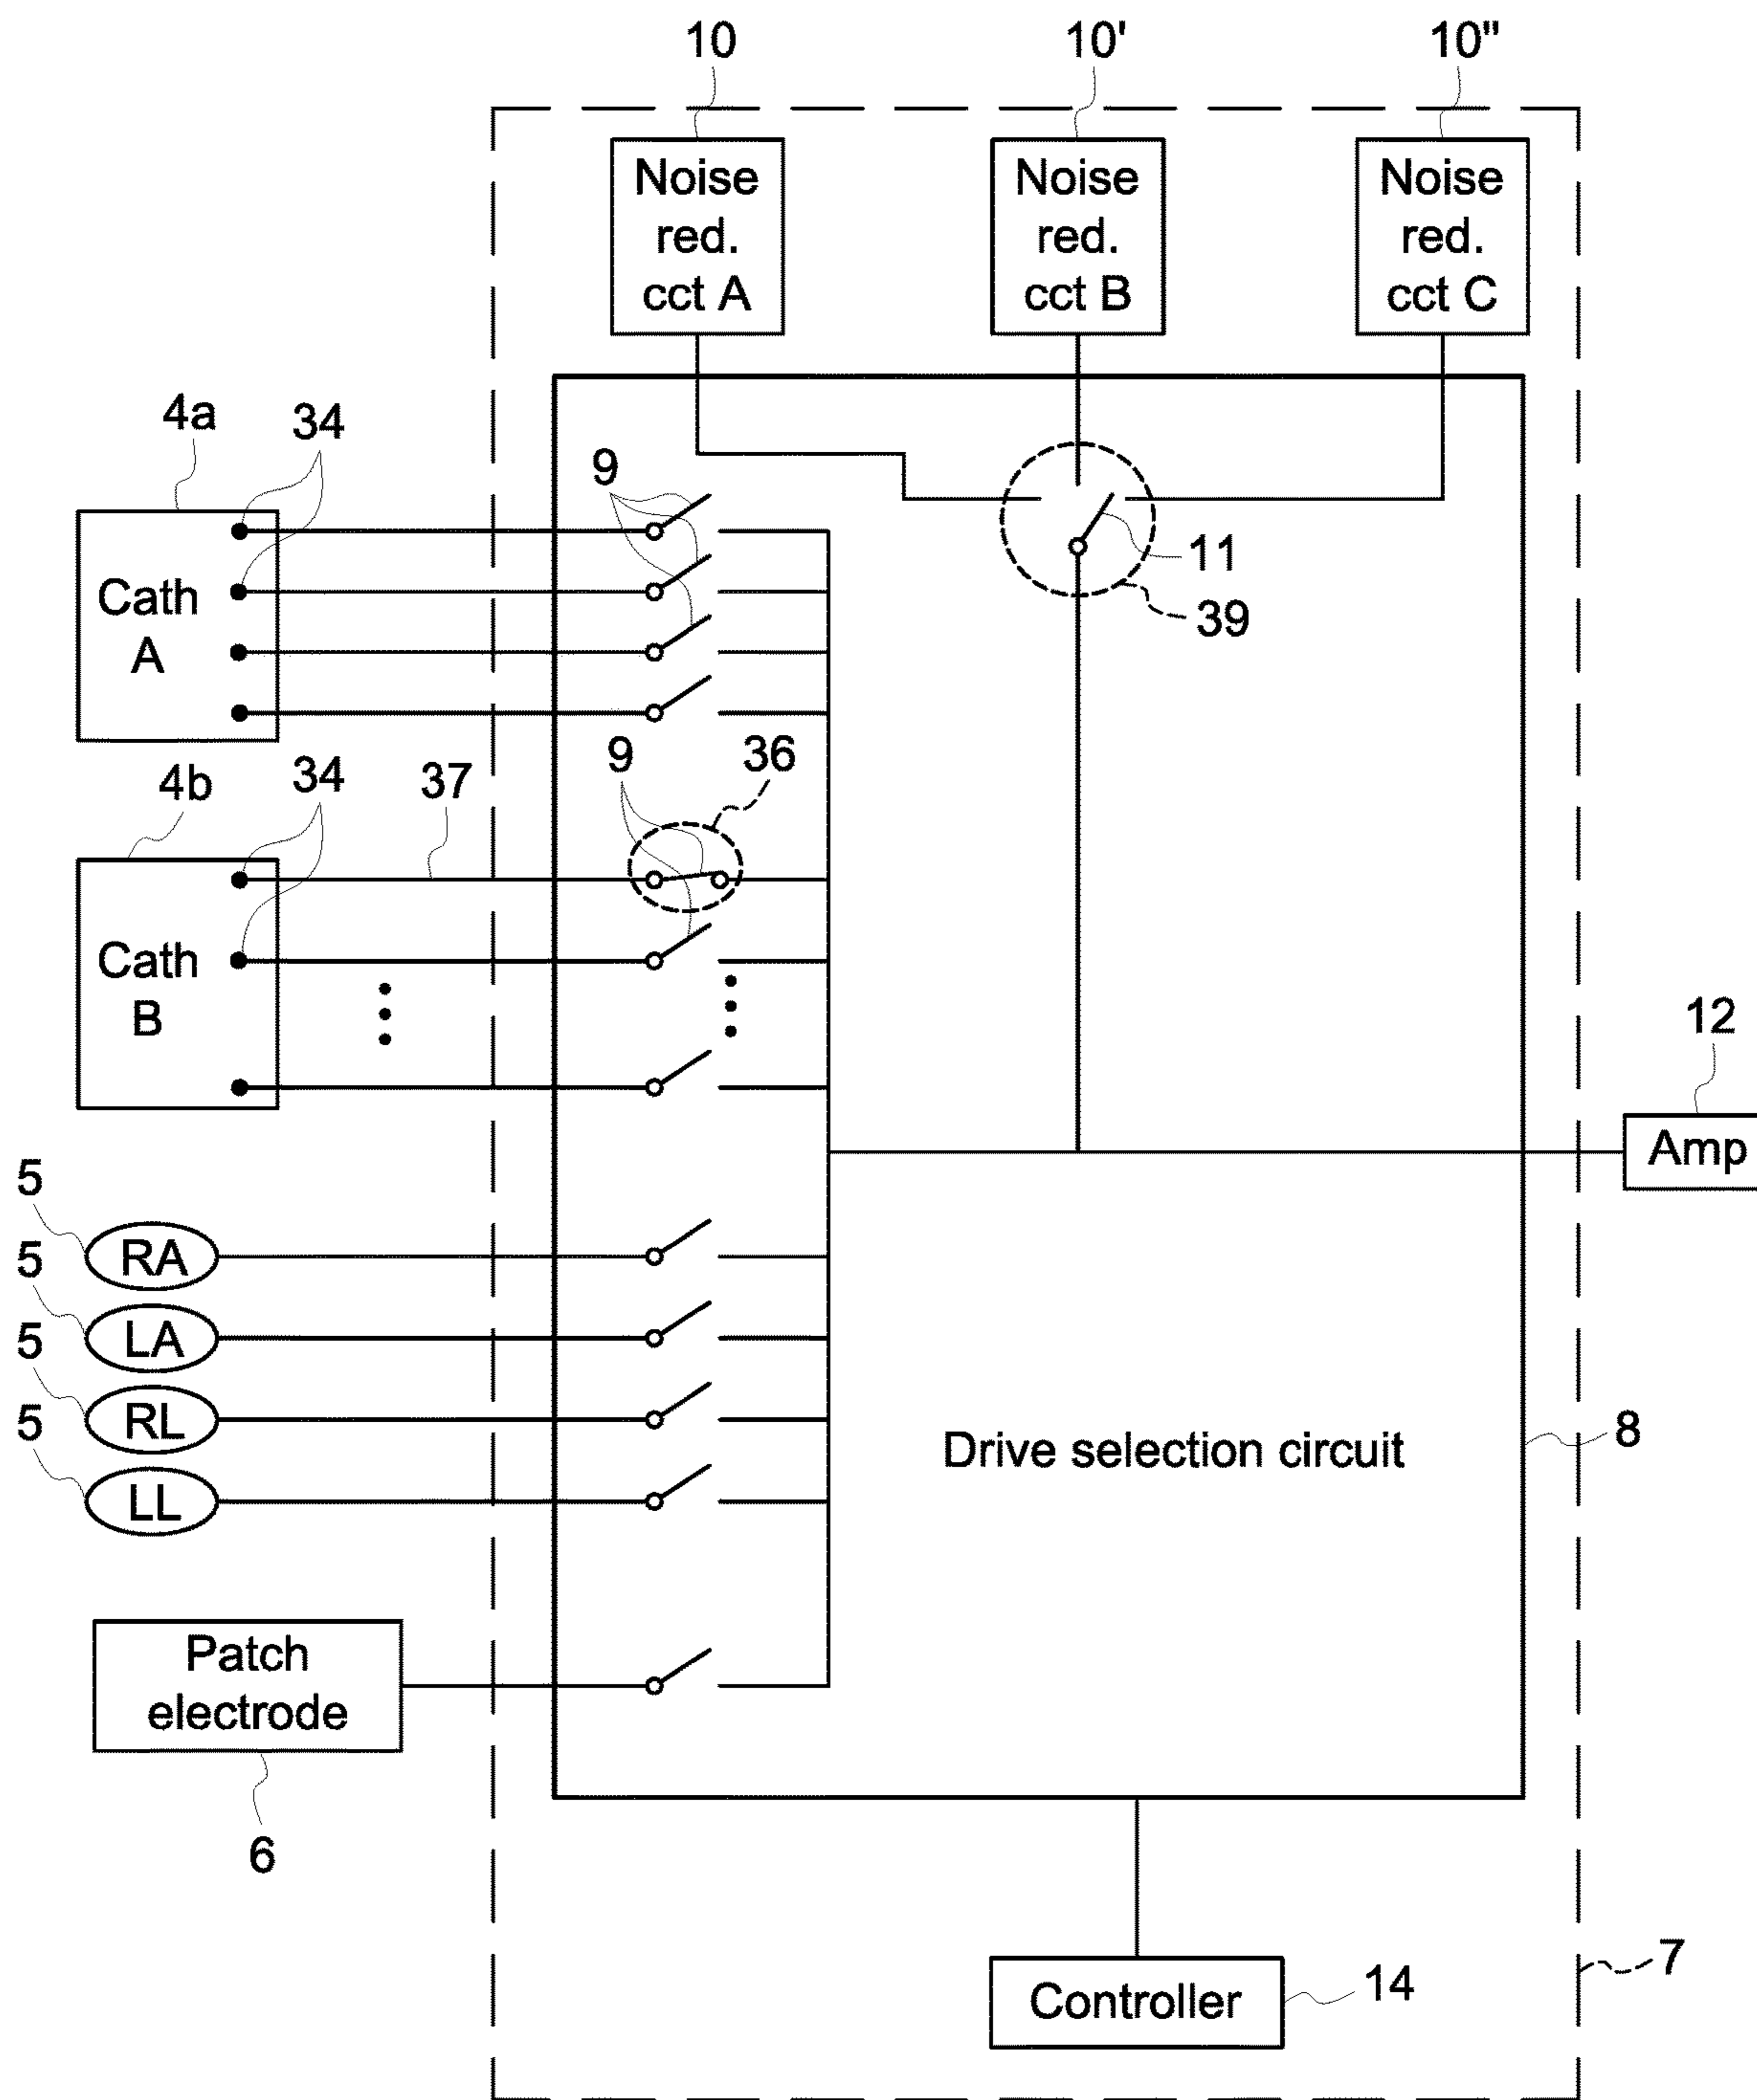 10
10'
10"
Noise
red.
cct A
Noise
red.
cct B
Noise
red.
cct C
4a
34
9
11
39
Cath
A
4b
34
37
9
36
Cath
B
12
Amp
5
RA
5
LA
5
RL
5
LL
Drive selection circuit
8
Patch
electrode
6
7
Controller
14